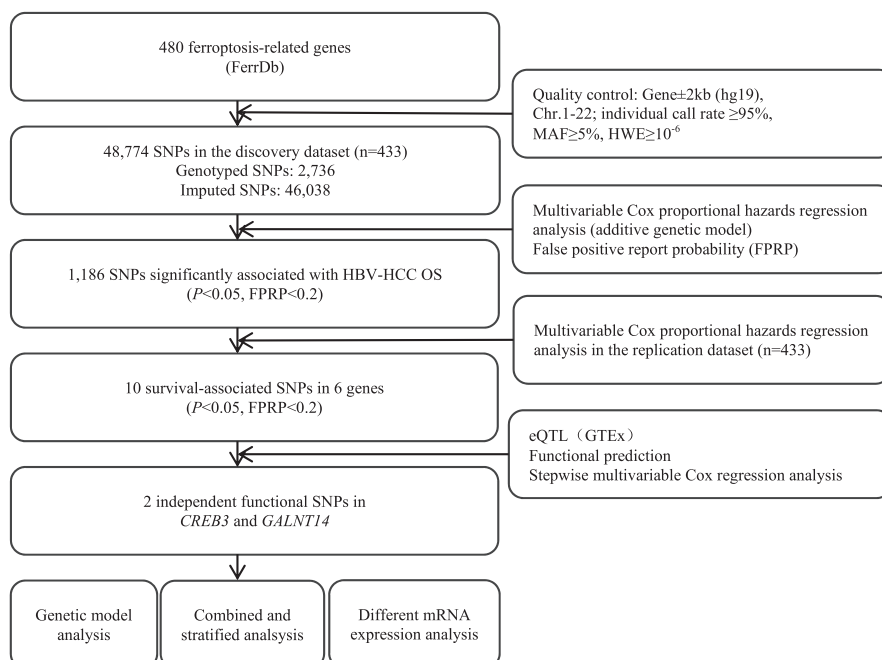 480 ferroptosis-related genes
(FerrDb)
Quality control: Gene±2kb (hg19),
Chr.1-22; individual call rate ≥95%,
MAF≥5%, HWE≥10⁻⁶
48,774 SNPs in the discovery dataset (n=433)
Genotyped SNPs: 2,736
Imputed SNPs: 46,038
Multivariable Cox proportional hazards regression
analysis (additive genetic model)
False positive report probability (FPRP)
1,186 SNPs significantly associated with HBV-HCC OS
(P<0.05, FPRP<0.2)
Multivariable Cox proportional hazards regression
analysis in the replication dataset (n=433)
10 survival-associated SNPs in 6 genes
(P<0.05, FPRP<0.2)
eQTL（GTEx）
Functional prediction
Stepwise multivariable Cox regression analysis
2 independent functional SNPs in
CREB3 and GALNT14
Genetic model
analysis
Combined and
stratified analsysis
Different mRNA
expression analysis